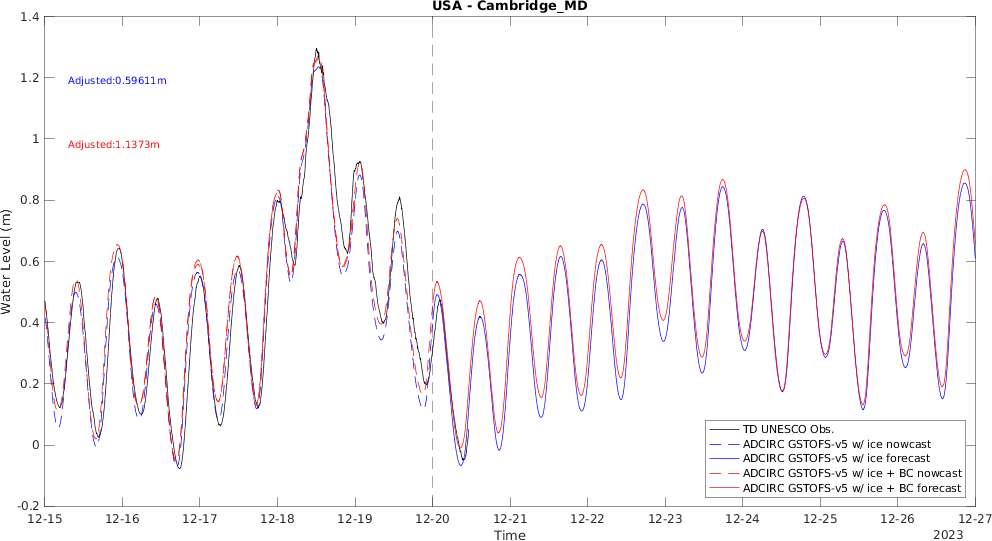 USA - Cambridge_MD
1.4
1.2
1
0.8
0.6
0.4
0.2
0
-0.2
Water Level (m)
Adjusted:0.59611m
Adjusted:1.1373m
TD UNESCO Obs.
ADCIRC GSTOFS-v5 w/ ice nowcast
ADCIRC GSTOFS-v5 w/ ice forecast
ADCIRC GSTOFS-v5 w/ ice + BC nowcast
ADCIRC GSTOFS-v5 w/ ice + BC forecast
12-15 12-16 12-17 12-18 12-19 12-20 12-21 12-22 12-23 12-24 12-25 12-26 12-27
Time
2023